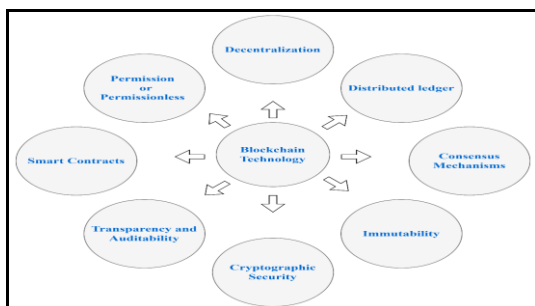 Decentralization
Permission
or
Permissionless
Distributed ledger
Blockchain
Technology
Smart Contracts
Consensus
Mechanisms
Transparency and
Auditability
Immutability
Cryptographic
Security